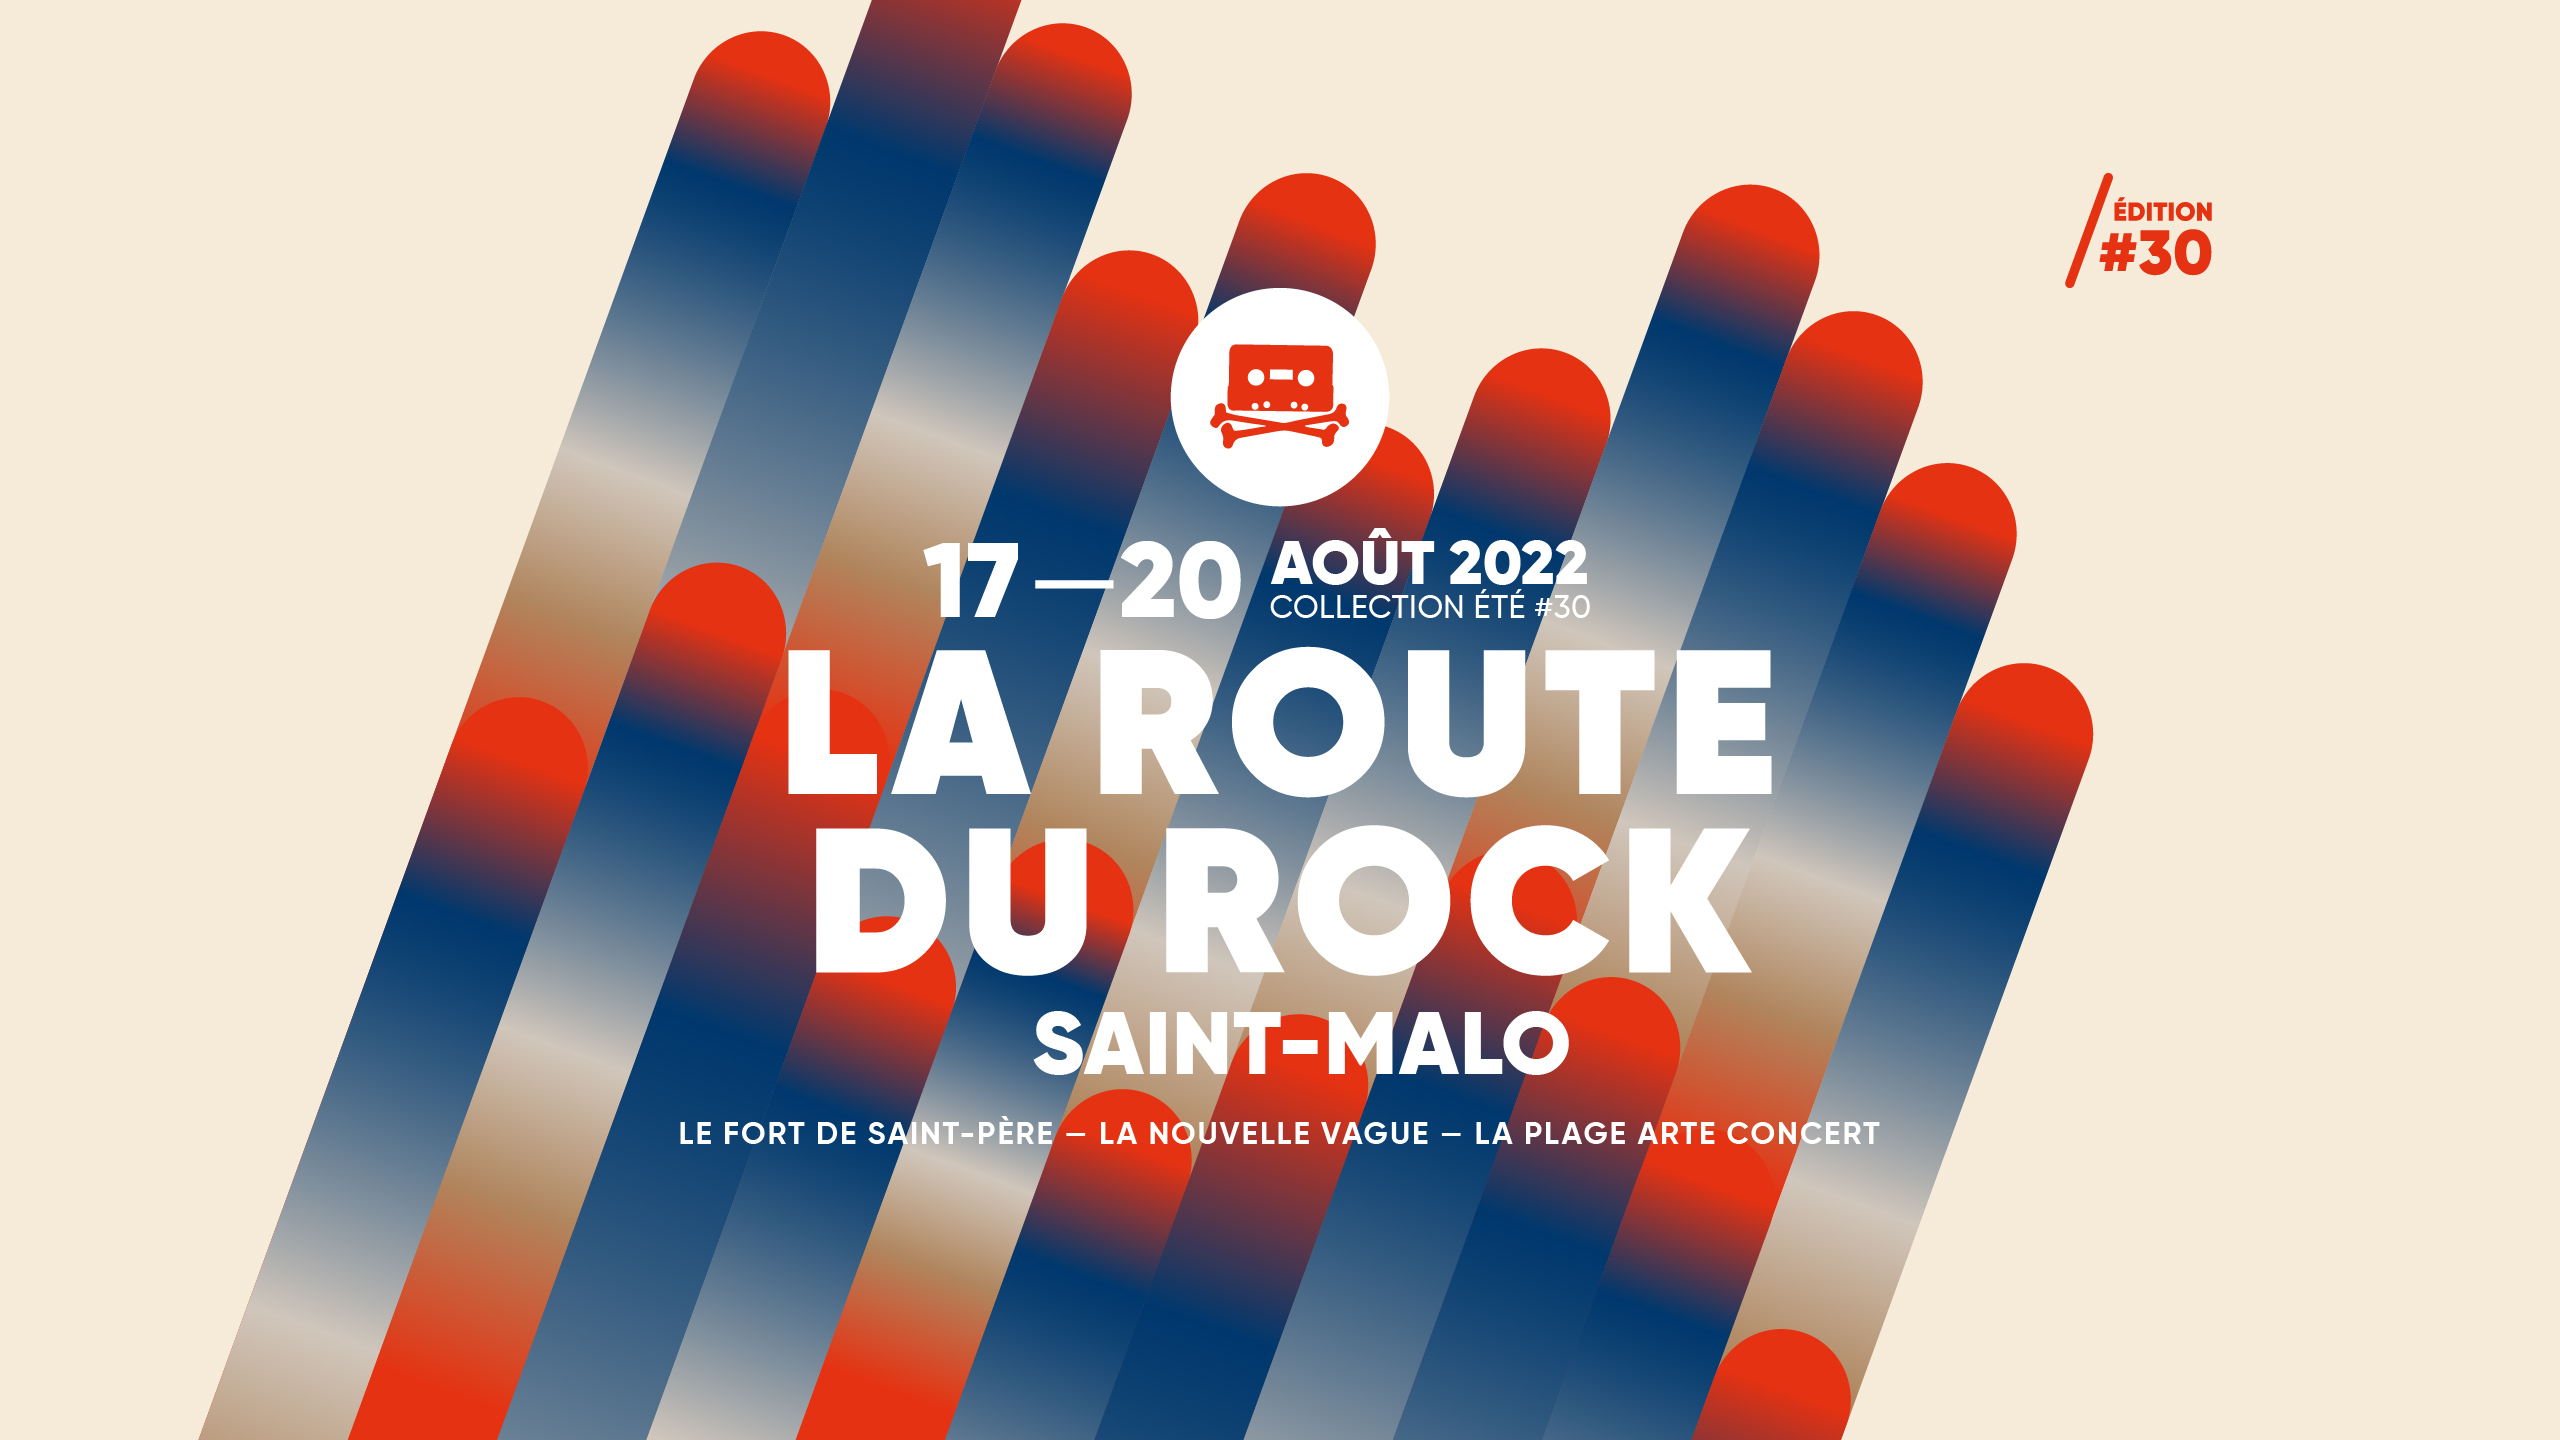 ÉDITION
#30
17—20 AOÛT 2022
COLLECTION ÉTÉ #30
LA ROUTE
DU ROCK
SAINT-MALO
LE FORT DE SAINT-PÈRE – LA NOUVELLE VAGUE – LA PLAGE ARTE CONCERT